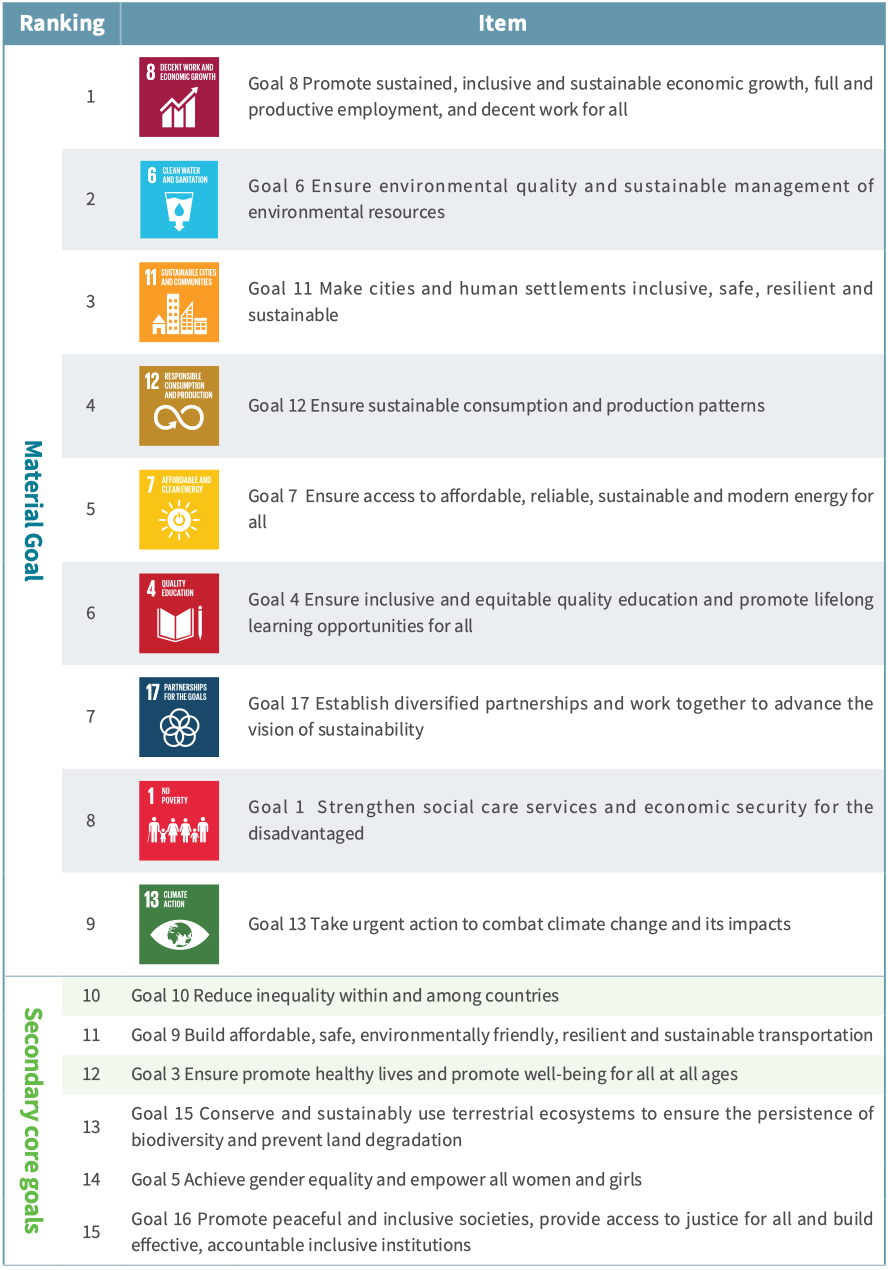 Ranking Item
Material Goal
1
8 DECENT WORK AND
ECONOMIC GROWTH
Goal 8 Promote sustained, inclusive and sustainable economic growth, full and
productive employment, and decent work for all
2
6 CLEAN WATER
AND SANITATION
Goal 6 Ensure environmental quality and sustainable management of
environmental resources
3
11 SUSTAINABLE CITIES
AND COMMUNITIES
Goal 11 Make cities and human settlements inclusive, safe, resilient and
sustainable
4
12 RESPONSIBLE
CONSUMPTION
AND PRODUCTION
Goal 12 Ensure sustainable consumption and production patterns
5
7 AFFORDABLE AND
CLEAN ENERGY
Goal 7 Ensure access to affordable, reliable, sustainable and modern energy for
all
6
4 QUALITY
EDUCATION
Goal 4 Ensure inclusive and equitable quality education and promote lifelong
learning opportunities for all
7
17 PARTNERSHIPS
FOR THE GOALS
Goal 17 Establish diversified partnerships and work together to advance the
vision of sustainability
8
1 NO
POVERTY
Goal 1 Strengthen social care services and economic security for the
disadvantaged
9
13 CLIMATE
ACTION
Goal 13 Take urgent action to combat climate change and its impacts
Secondary core goals
10 Goal 10 Reduce inequality within and among countries
11 Goal 9 Build affordable, safe, environmentally friendly, resilient and sustainable transportation
12 Goal 3 Ensure promote healthy lives and promote well-being for all at all ages
13 Goal 15 Conserve and sustainably use terrestrial ecosystems to ensure the persistence of
biodiversity and prevent land degradation
14 Goal 5 Achieve gender equality and empower all women and girls
15 Goal 16 Promote peaceful and inclusive societies, provide access to justice for all and build
effective, accountable inclusive institutions